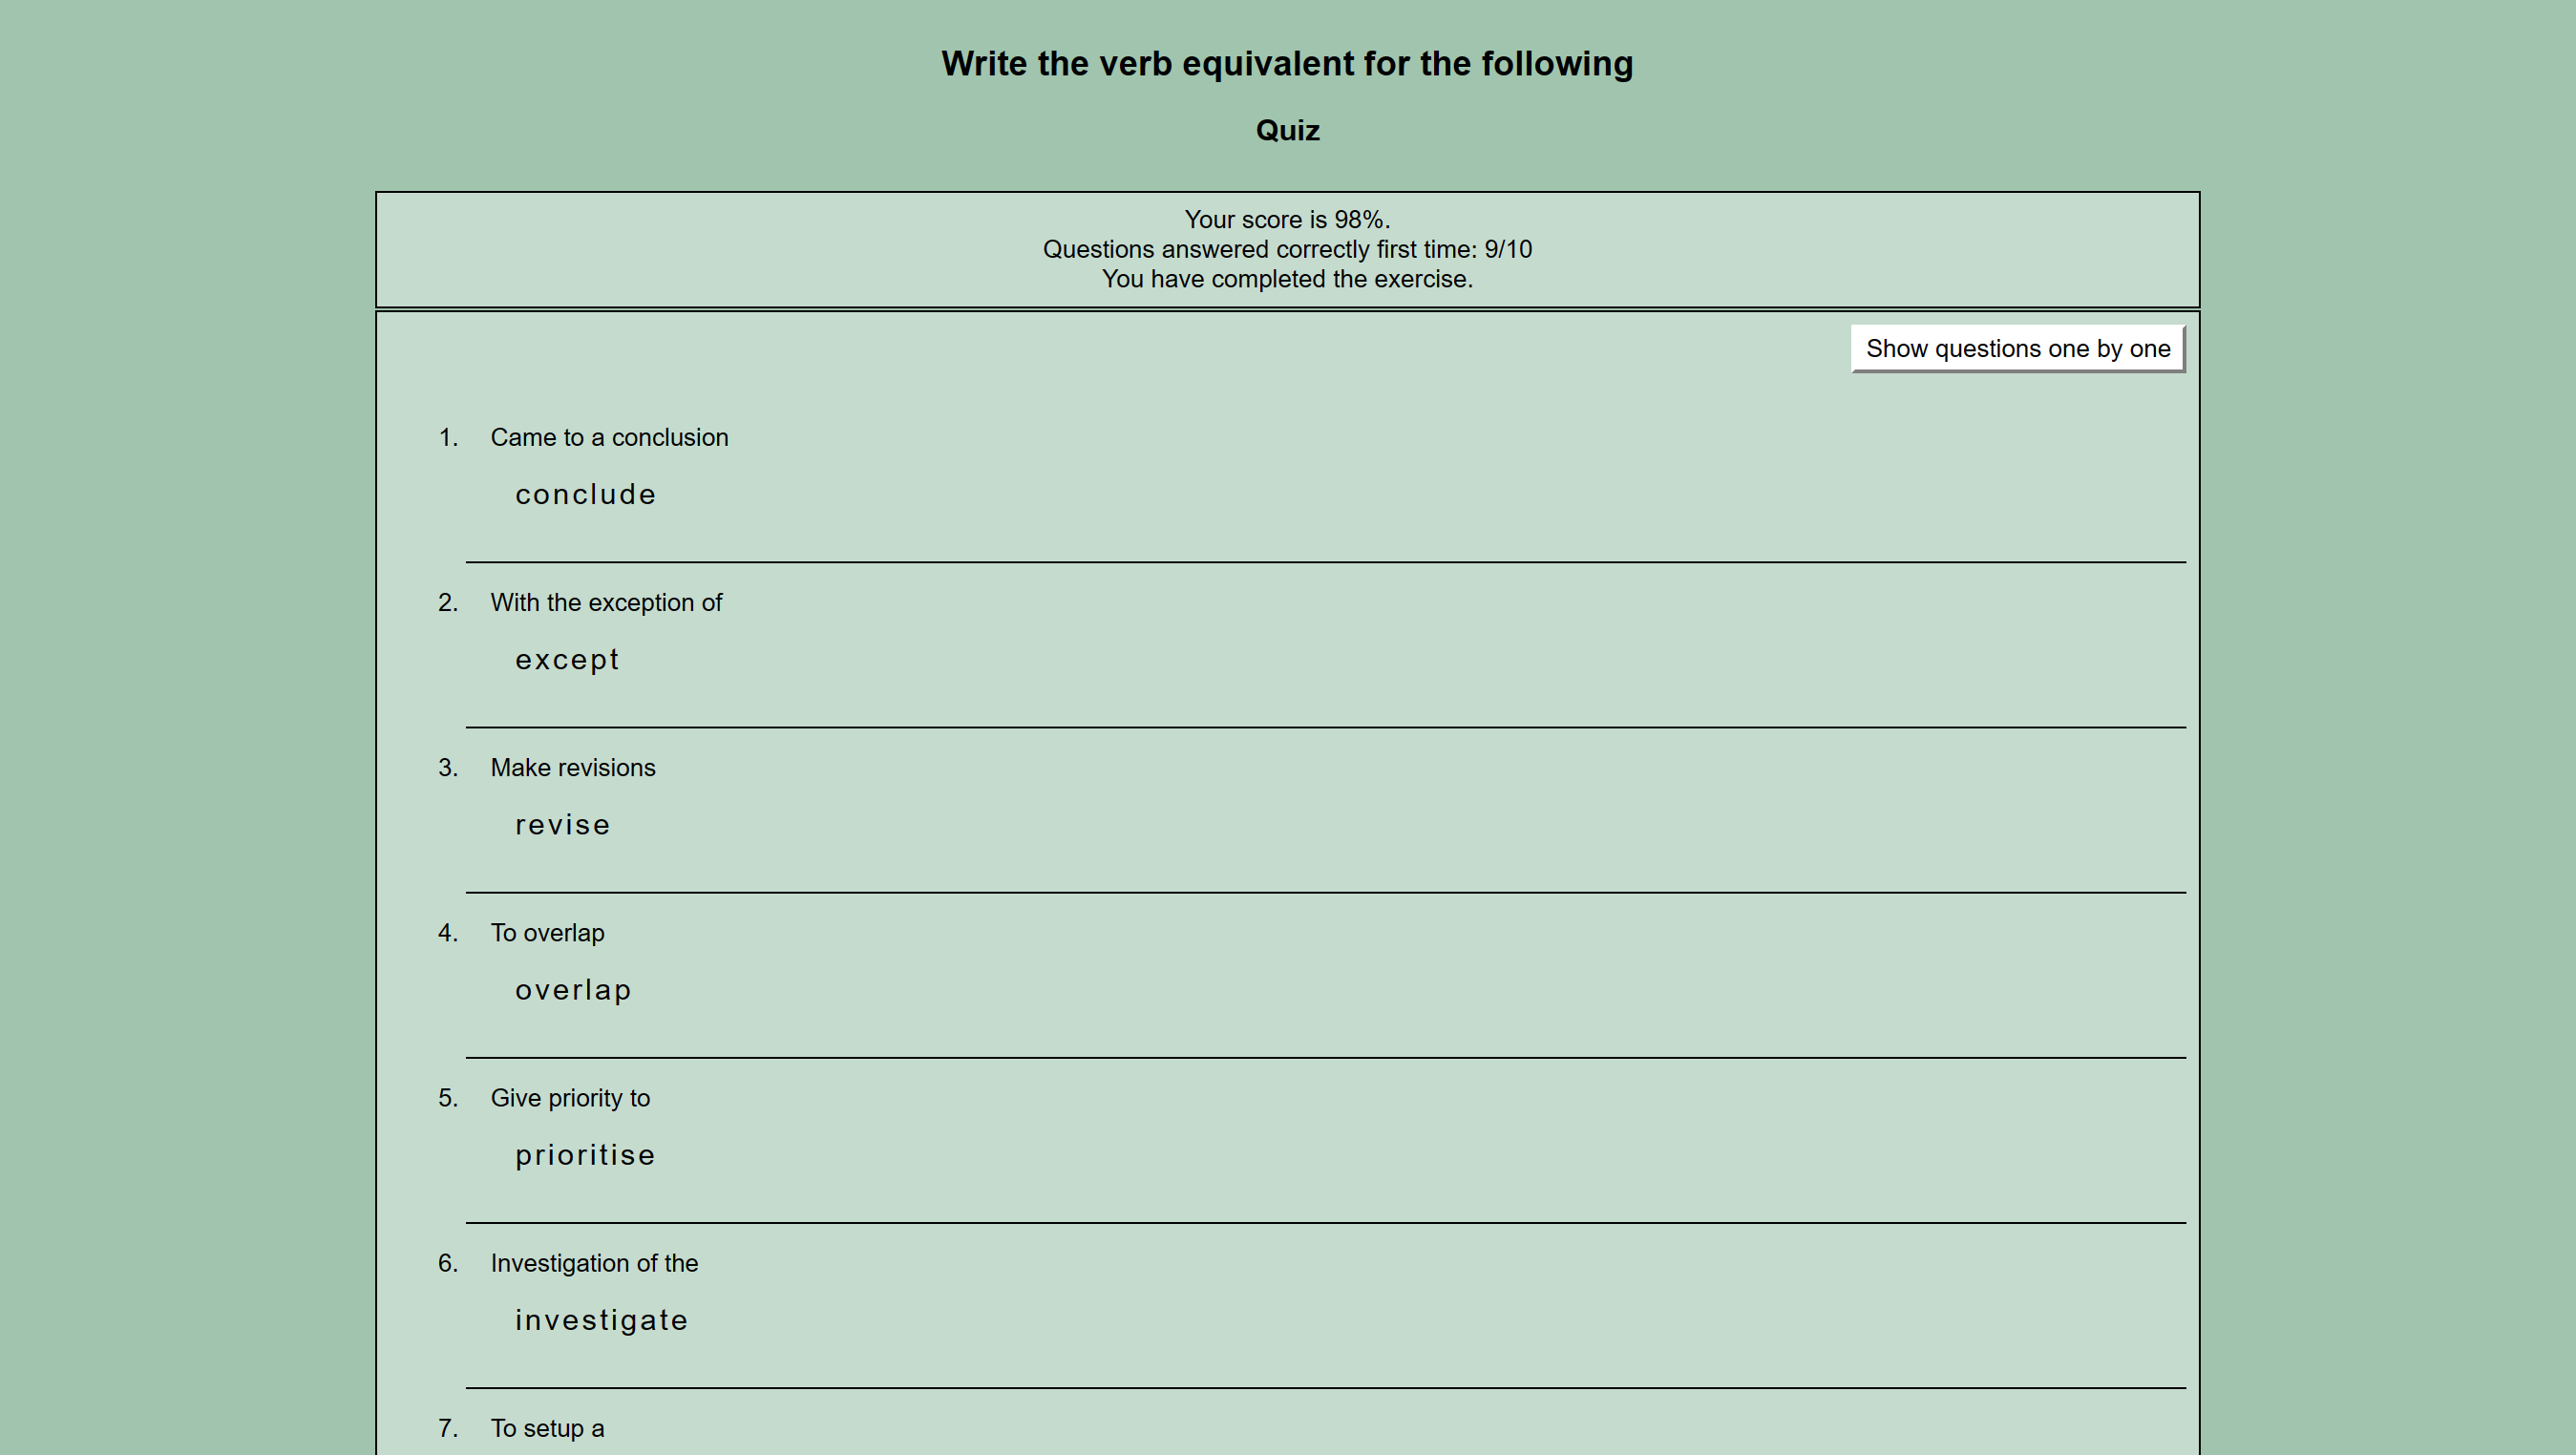 Write the verb equivalent for the following
Quiz
Your score is 98%.
Questions answered correctly first time: 9/10
You have completed the exercise.
Show questions one by one
1. Came to a conclusion
conclude
2. With the exception of
except
3. Make revisions
revise
4. To overlap
overlap
5. Give priority to
prioritise
6. Investigation of the
investigate
7. To setup a